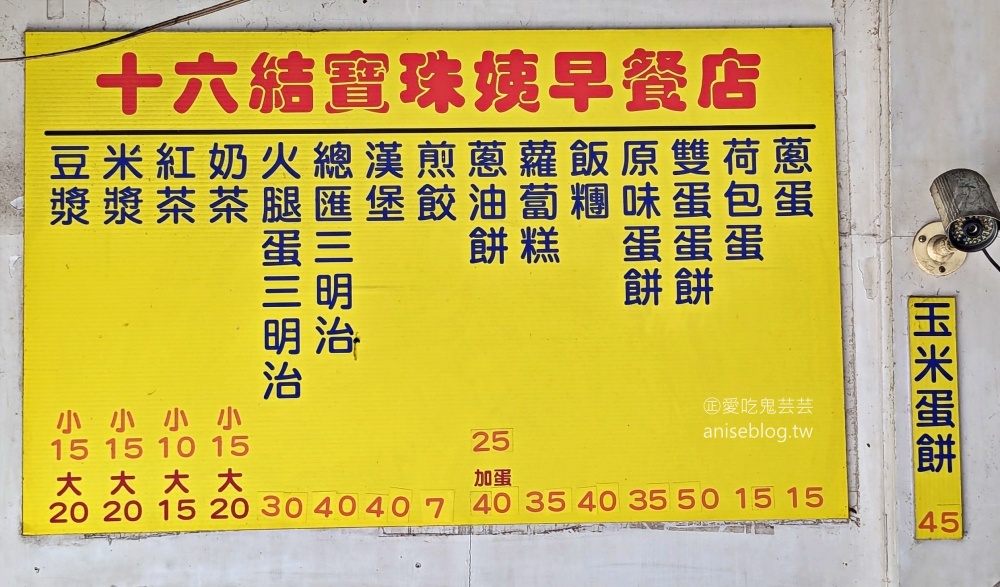 十六結寶珠姨早餐店
蔥蛋
15
荷包蛋
15
雙蛋蛋餅
50
原味蛋餅
35
飯糰
40
蘿蔔糕
35
蔥油餅
25
加蛋
40
煎餃
7
漢堡
40
總匯三明治
40
火腿蛋三明治
30
奶茶
小
15
大
20
紅茶
小
10
大
15
米漿
小
15
大
20
豆漿
小
15
大
20
玉米蛋餅
45
㊣愛吃鬼芸芸
aniseblog.tw